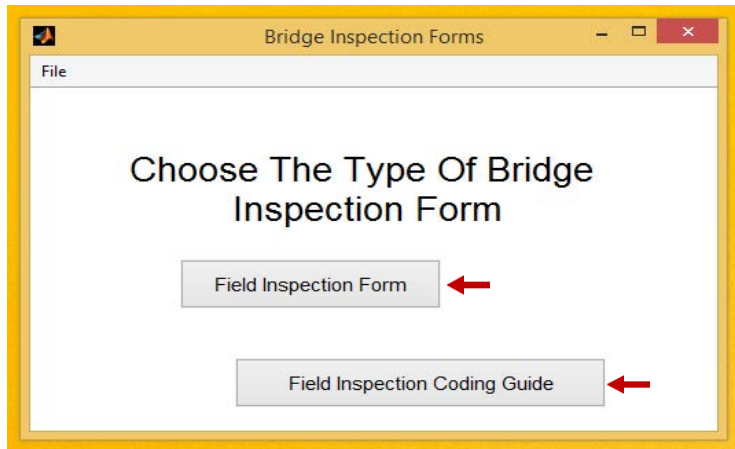 Bridge Inspection Forms
File
Choose The Type Of Bridge
Inspection Form
Field Inspection Form
Field Inspection Coding Guide